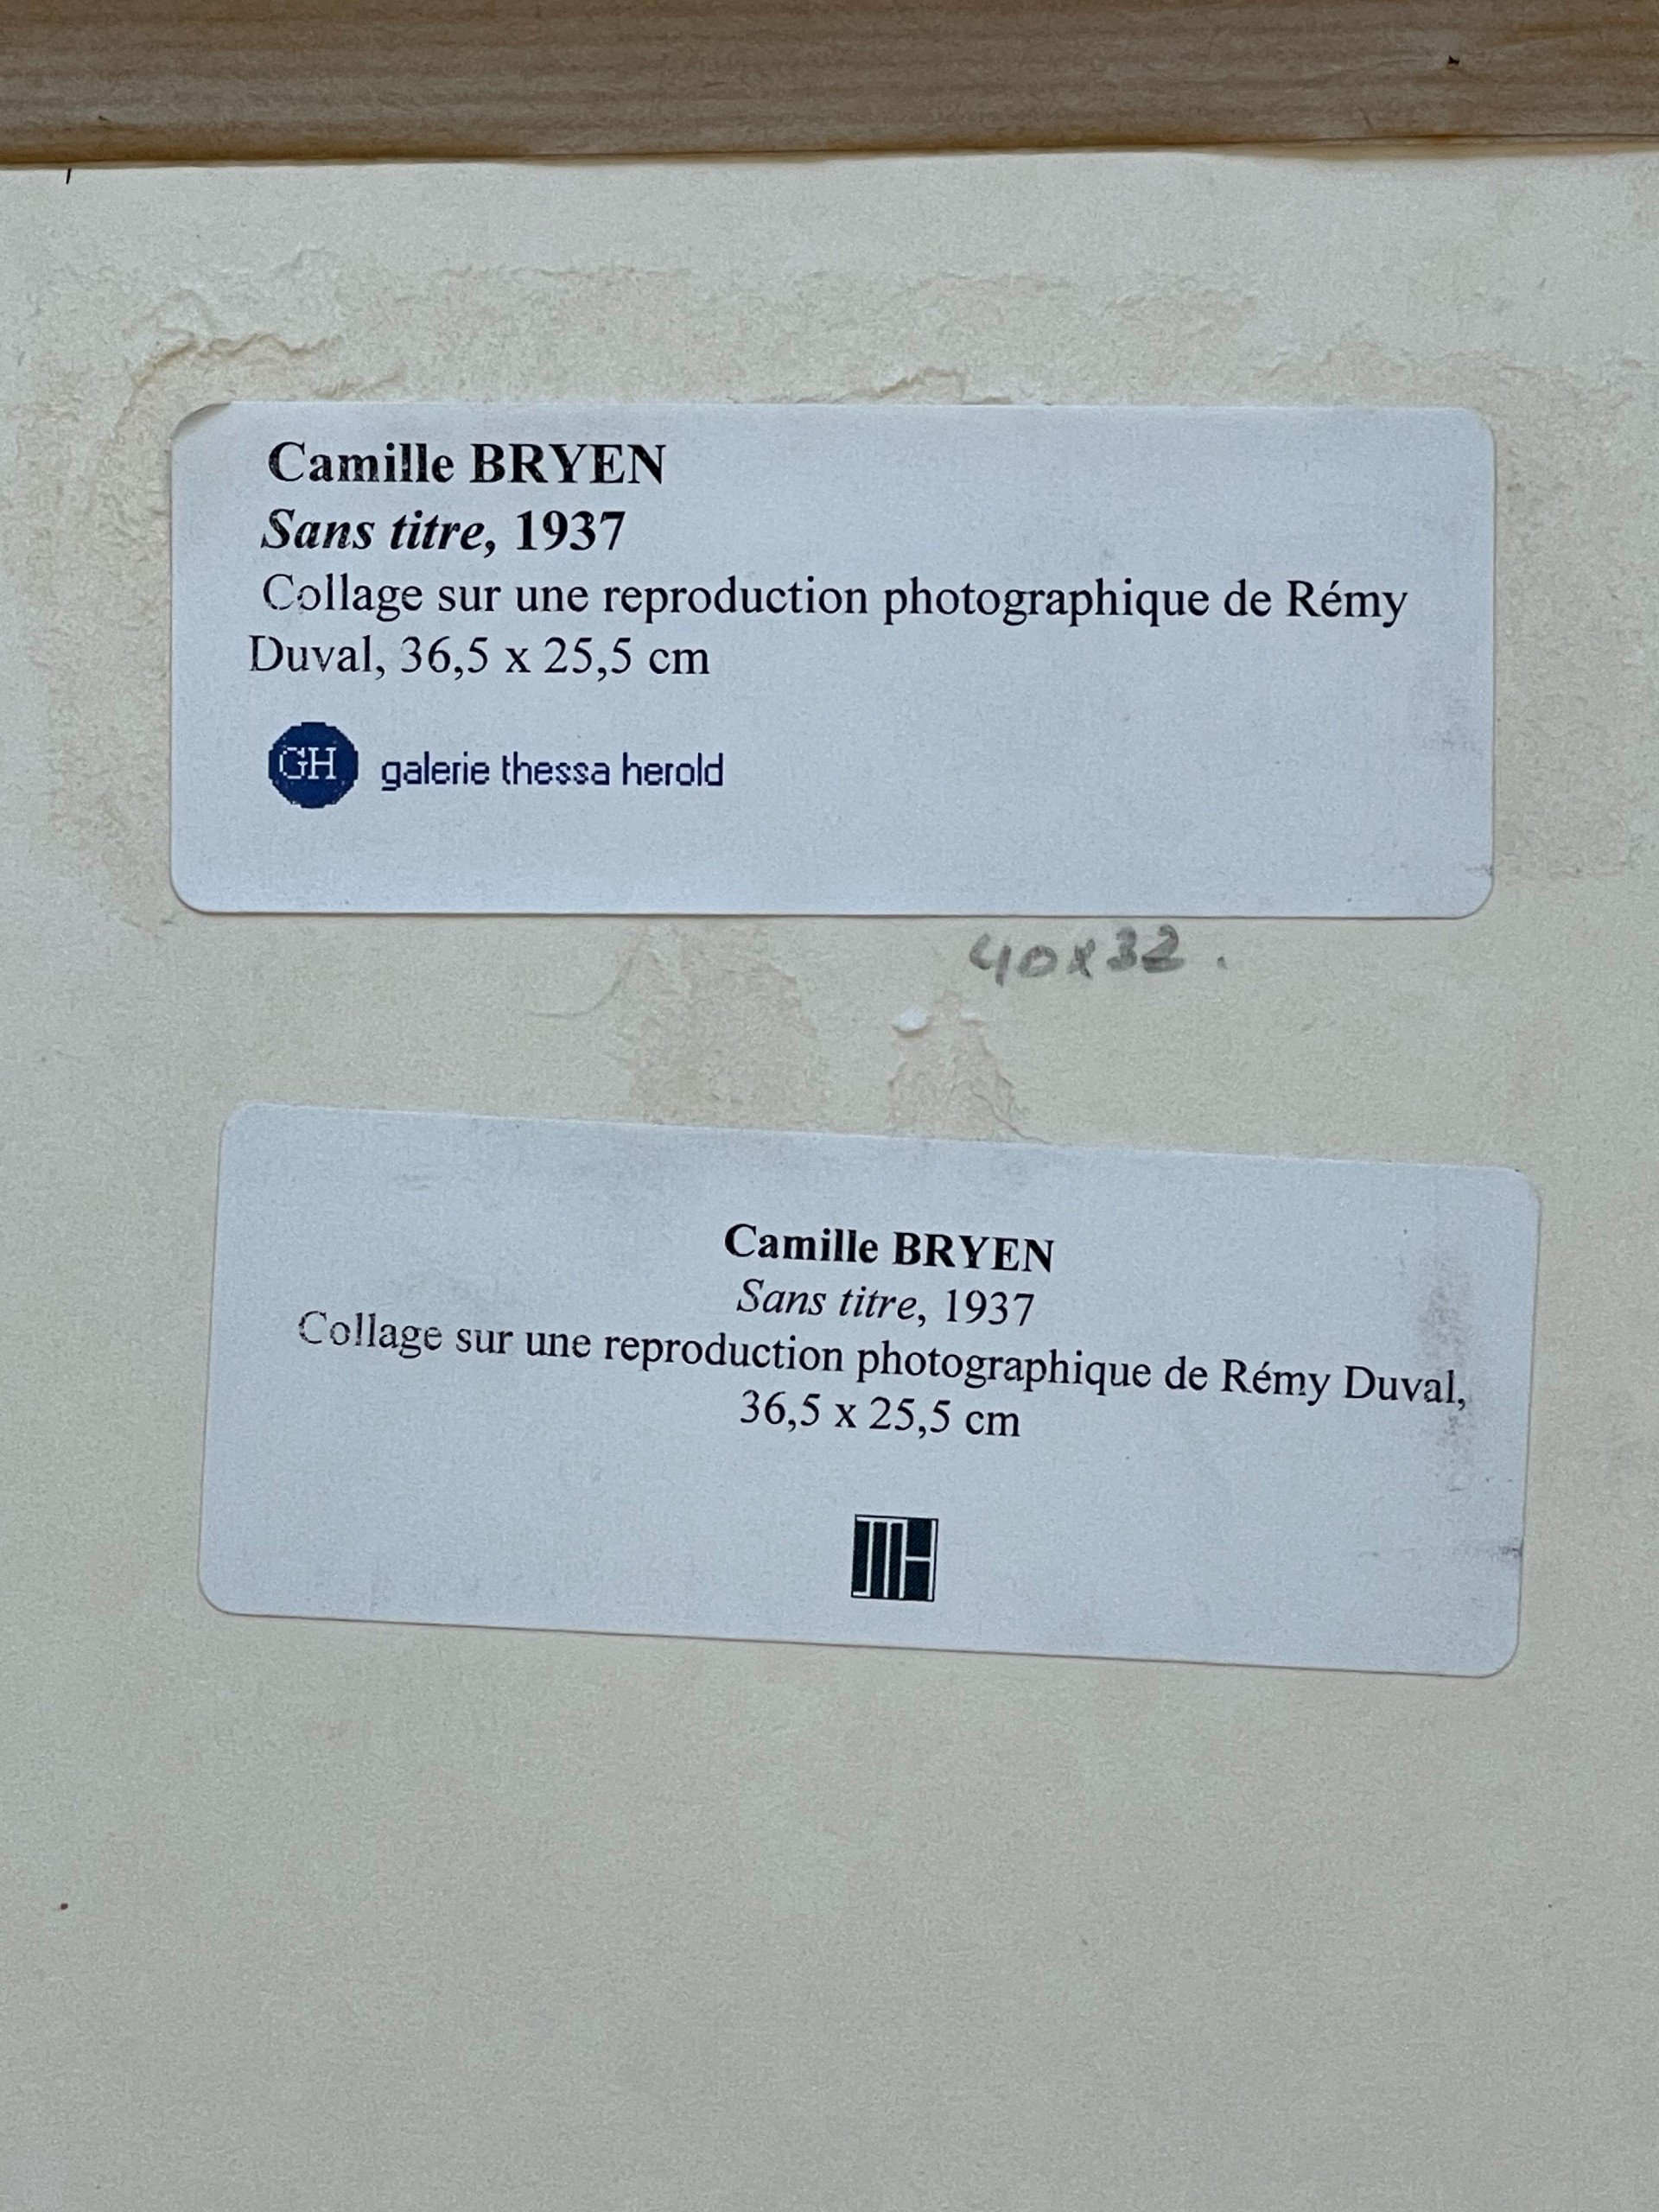 Camille BRYEN
Sans titre, 1937
Collage sur une reproduction photographique de Rémy
Duval, 36,5 x 25,5 cm
GH galerie thessa herold
40x32.
Camille BRYEN
Sans titre, 1937
Collage sur une reproduction photographique de Rémy Duval,
36,5 x 25,5 cm
JTH